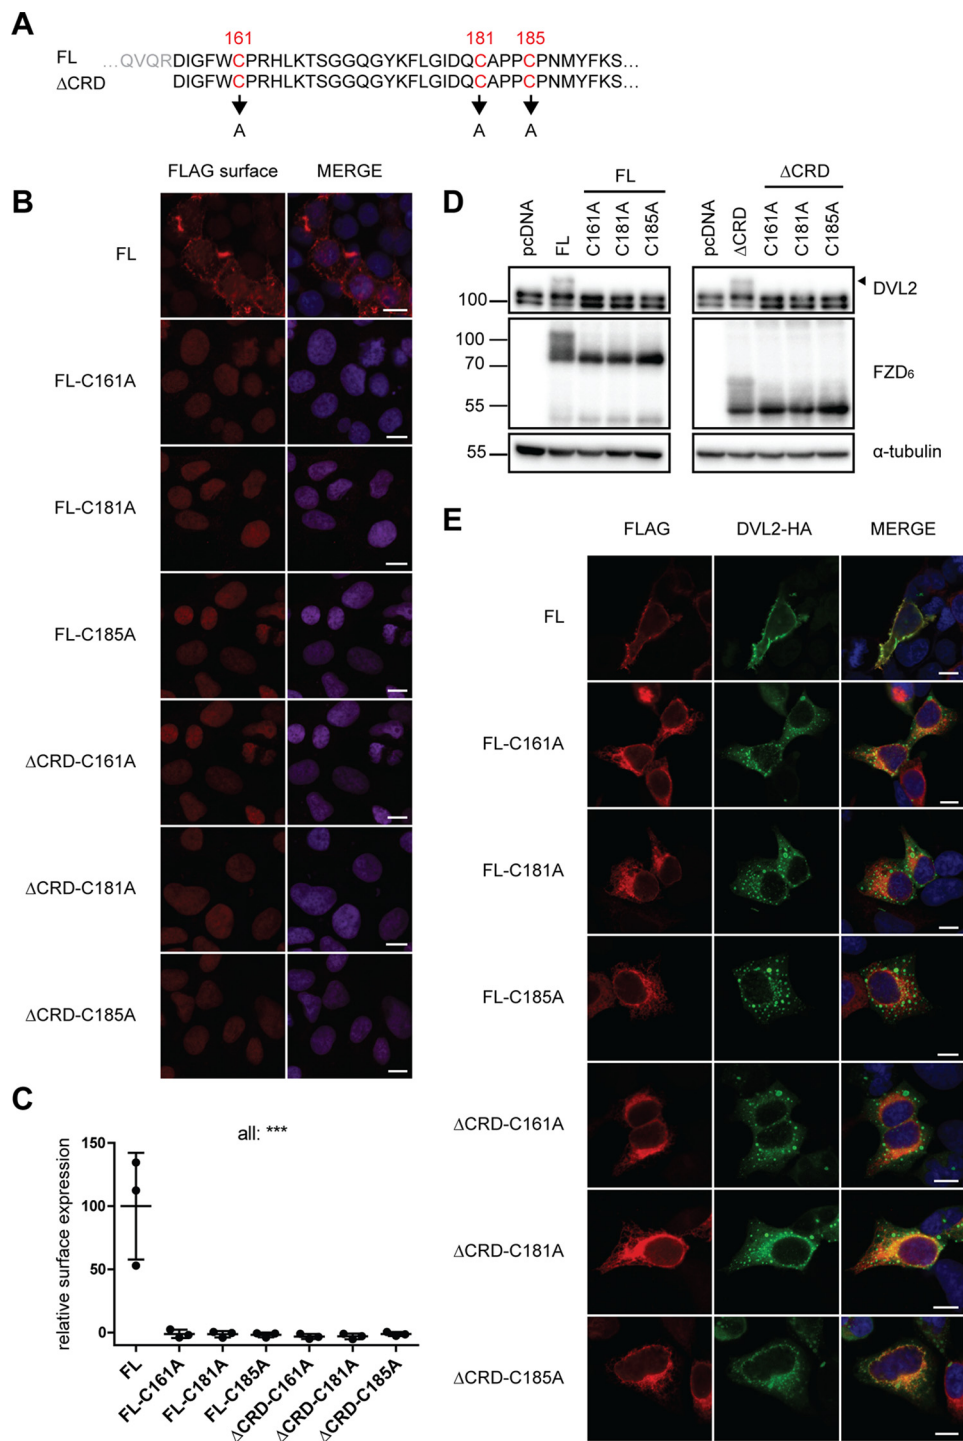 A
161 181 185
FL …QVQRDIGFWCPRHLKTSGGQGYKFLGIDQCAPPCPNMYFKS…
ΔCRD DIGFWCPRHLKTSGGQGYKFLGIDQCAPPCPNMYFKS…
A A A
B
FLAG surface MERGE
FL
FL-C161A
FL-C181A
FL-C185A
ΔCRD-C161A
ΔCRD-C181A
ΔCRD-C185A
C
all: ***
relative surface expression
150
100
50
0
FL
FL-C161A
FL-C181A
FL-C185A
ΔCRD-C161A
ΔCRD-C181A
ΔCRD-C185A
D
FL ΔCRD
pcDNA FL C161A C181A C185A pcDNA ΔCRD C161A C181A C185A
100 DVL2
100
70 FZD6
55
55 α-tubulin
E
FLAG DVL2-HA MERGE
FL
FL-C161A
FL-C181A
FL-C185A
ΔCRD-C161A
ΔCRD-C181A
ΔCRD-C185A